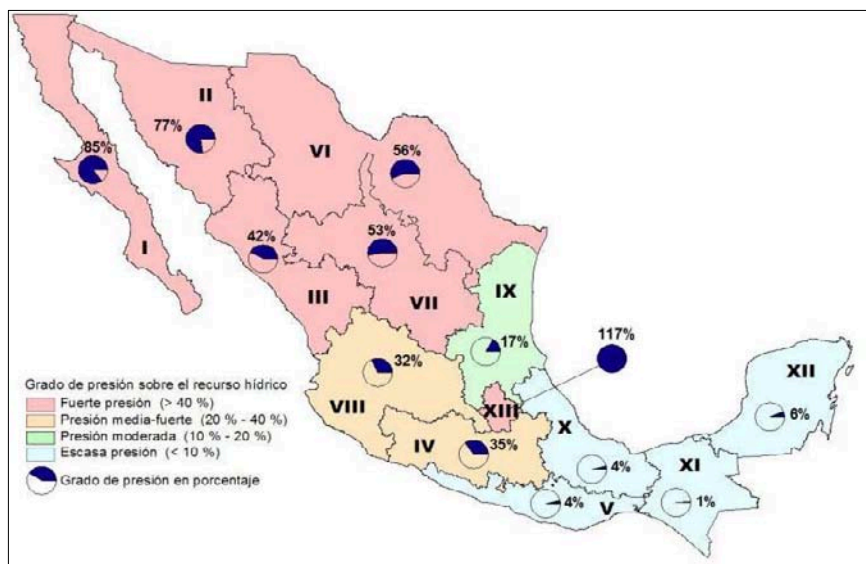 II
77%
85%
VI
56%
I
42%
53%
III
VII
IX
17%
117%
32%
VIII
XIII
XII
6%
IV
35%
X
4%
XI
1%
4%
V
Grado de presión sobre el recurso hídrico
Fuerte presión (> 40 %)
Presión media-fuerte (20 % - 40 %)
Presión moderada (10 % - 20 %)
Escasa presión (< 10 %)
Grado de presión en porcentaje